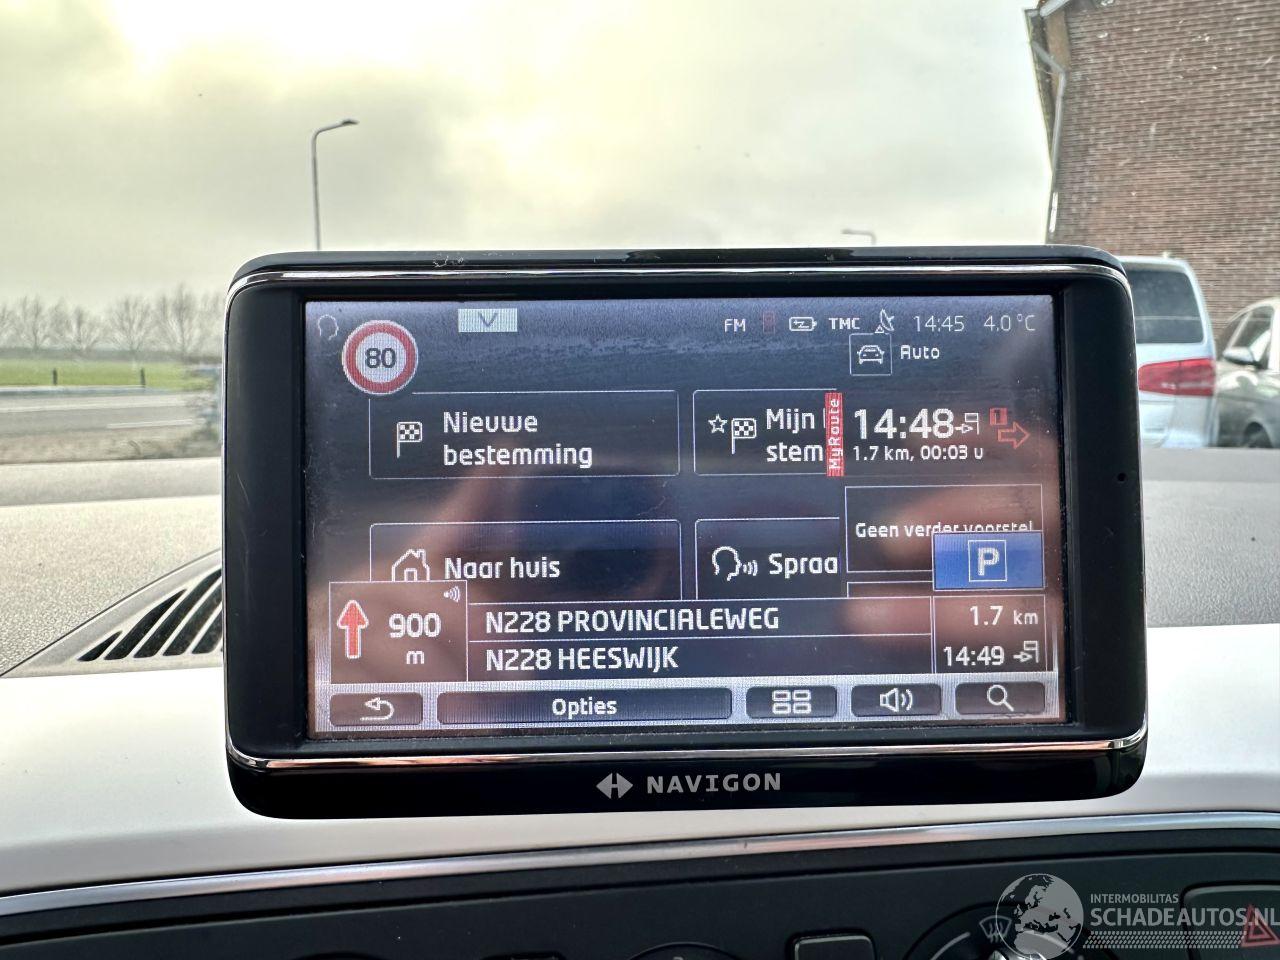 FM TMC 14:45 4.0 °C
80
Auto
Nieuwe
bestemming
Mijn
stem
MyRoute
14:48
1
1.7 km, 00:03 u
Geen verder voorstel
P
Naar huis
Spraa
900
m
N228 PROVINCIALEWEG
N228 HEESWIJK
1.7 km
14:49
Opties
NAVIGON
INTERMOBILITAS
SCHADEAUTOS.NL